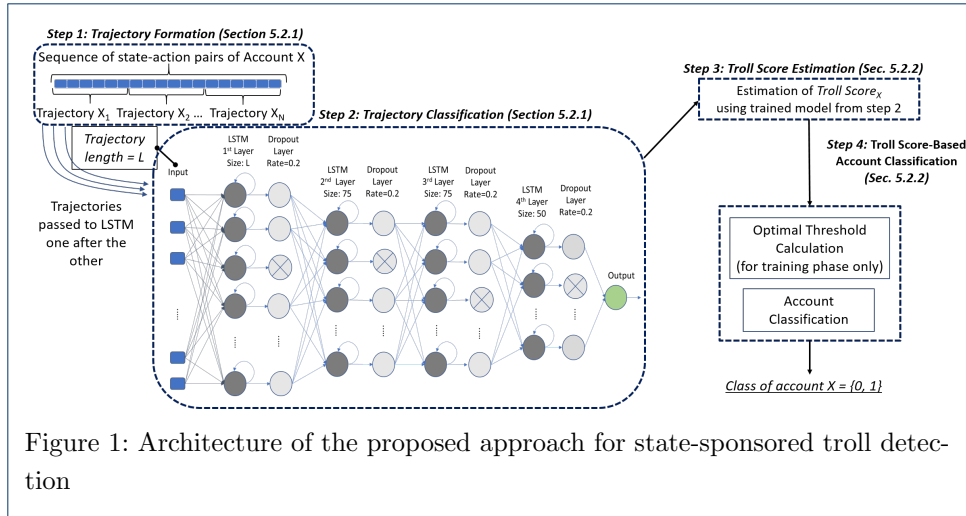 Step 1: Trajectory Formation (Section 5.2.1)
Sequence of state-action pairs of Account X
Trajectory X1 Trajectory X2 ... Trajectory XN
Trajectory
length = L
Trajectories
passed to LSTM
one after the
other
Step 2: Trajectory Classification (Section 5.2.1)
Input
LSTM
1st Layer
Size: L
Dropout
Layer
Rate=0.2
LSTM
2nd Layer
Size: 75
Dropout
Layer
Rate=0.2
LSTM
3rd Layer
Size: 75
Dropout
Layer
Rate=0.2
LSTM
4th Layer
Size: 50
Dropout
Layer
Rate=0.2
Output
Step 3: Troll Score Estimation (Sec. 5.2.2)
Estimation of Troll ScoreX
using trained model from step 2
Step 4: Troll Score-Based
Account Classification
(Sec. 5.2.2)
Optimal Threshold
Calculation
(for training phase only)
Account
Classification
Class of account X = {0, 1}
Figure 1: Architecture of the proposed approach for state-sponsored troll detec-
tion